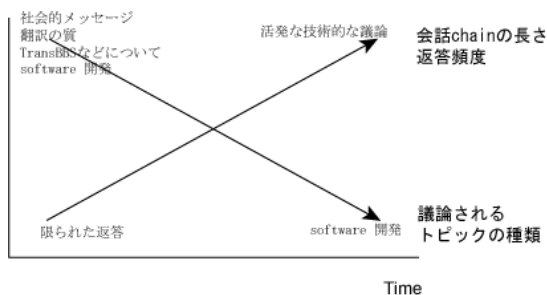 社会的メッセージ
翻訳の質
TransBBSなどについて
software 開発
活発な技術的な議論
会話chainの長さ
返答頻度
限られた返答
software 開発
議論される
トピックの種類
Time